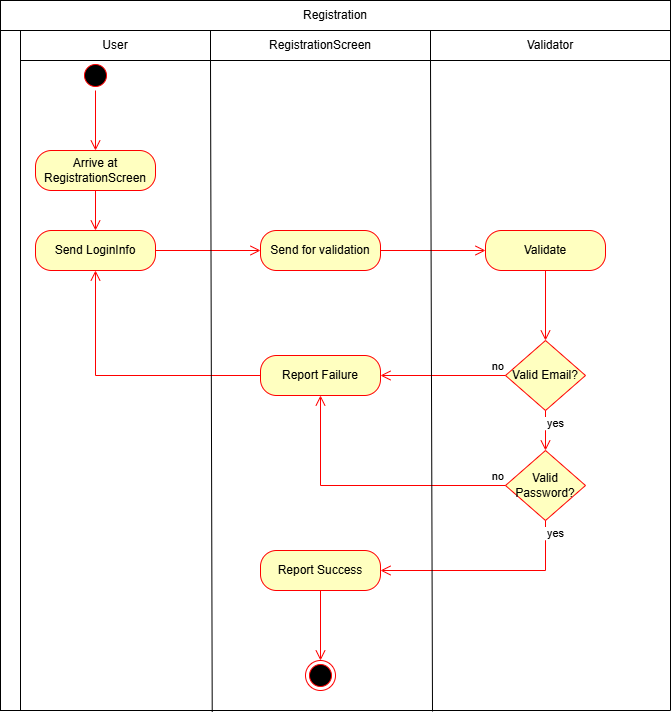 Registration
User
RegistrationScreen
Validator
Arrive at
RegistrationScreen
Send LoginInfo
Send for validation
Validate
Report Failure
no
Valid Email?
yes
no
Valid
Password?
yes
Report Success